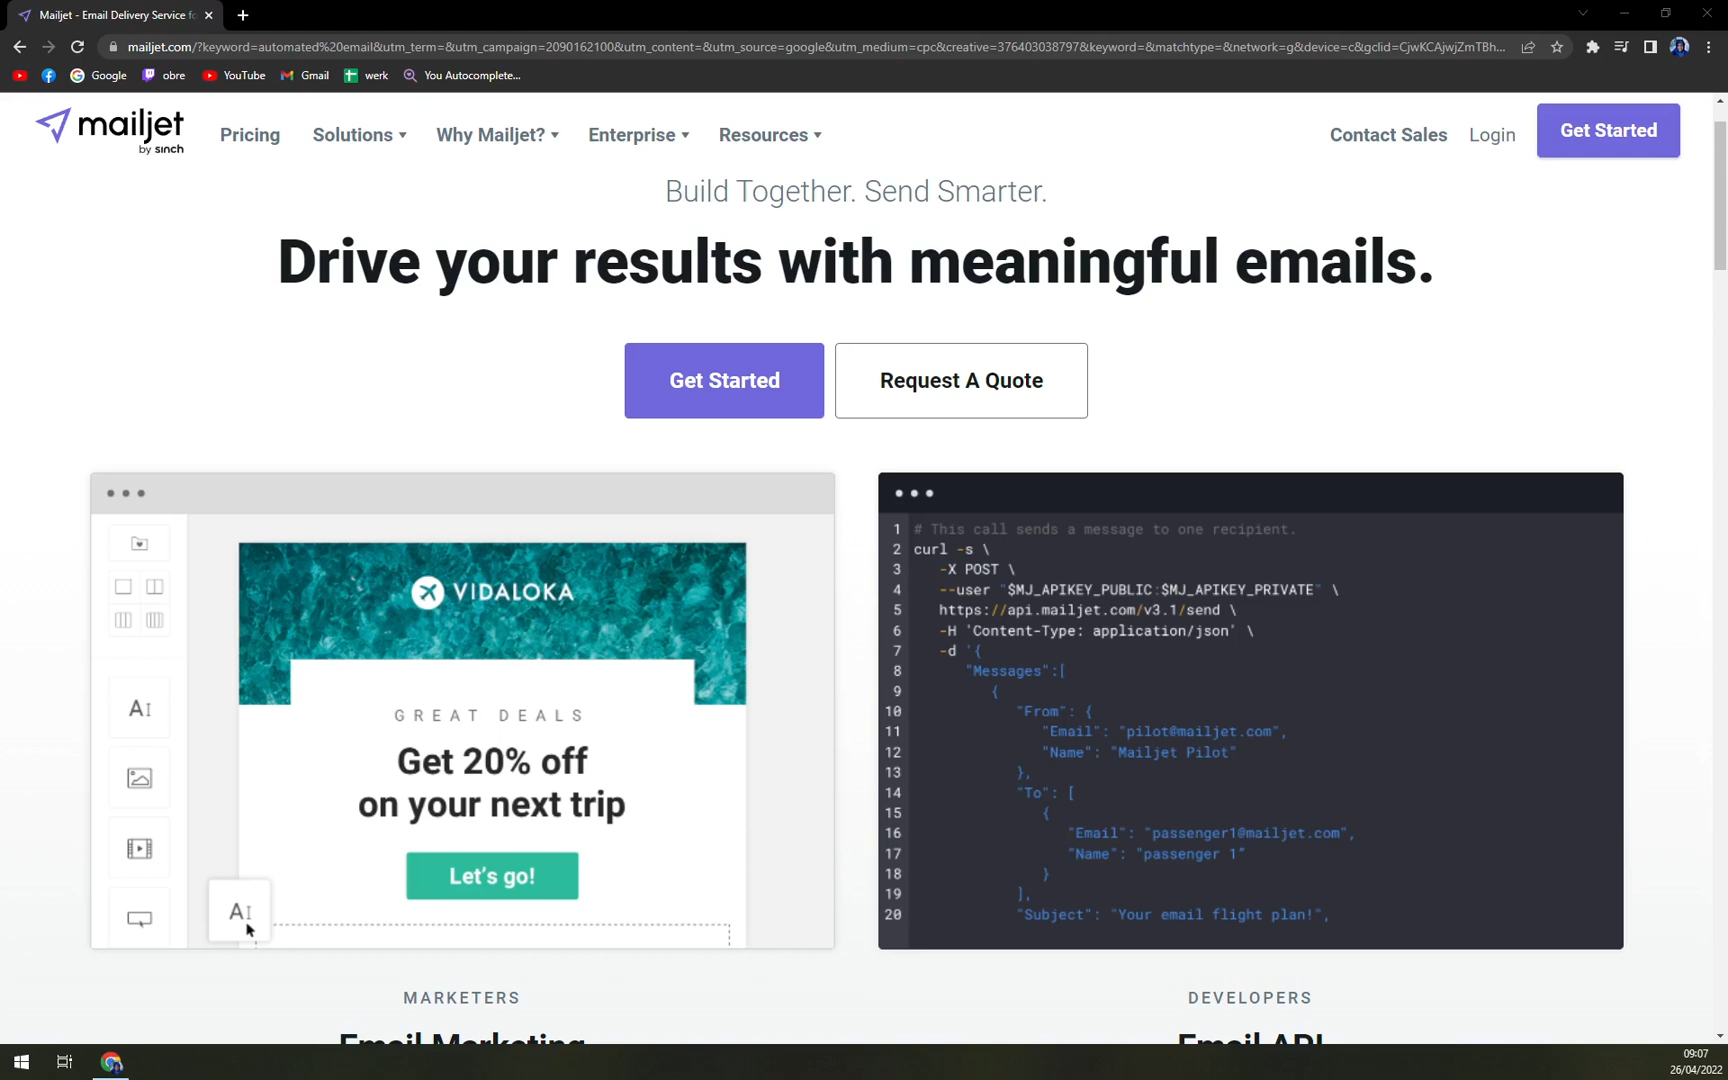 Mailjet - Email Delivery Service fo
mailjet.com/?keyword=automated%20email&utm_term=&utm_campaign=2090162100&utm_content=&utm_source=google&utm_medium=cpc&creative=376403038797&keyword=&matchtype=&network=g&device=c&gclid=CjwKCAjwjZmTBh...
Google obre YouTube Gmail werk You Autocomplete...
mailjet
by sinch
Pricing Solutions Why Mailjet? Enterprise Resources Contact Sales Login Get Started
Build Together. Send Smarter.
Drive your results with meaningful emails.
Get Started Request A Quote
VIDALOKA
GREAT DEALS
Get 20% off
on your next trip
Let's go!
AI
AI
1 # This call sends a message to one recipient.
2 curl -s \
3 -X POST \
4 --user "$MJ_APIKEY_PUBLIC:$MJ_APIKEY_PRIVATE" \
5 https://api.mailjet.com/v3.1/send \
6 -H 'Content-Type: application/json' \
7 -d '{
8 "Messages":[
9 {
10 "From": {
11 "Email": "pilot@mailjet.com",
12 "Name": "Mailjet Pilot"
13 },
14 "To": [
15 {
16 "Email": "passenger1@mailjet.com",
17 "Name": "passenger 1"
18 }
19 ],
20 "Subject": "Your email flight plan!",
MARKETERS
Email Marketing
DEVELOPERS
Email API
09:07
26/04/2022